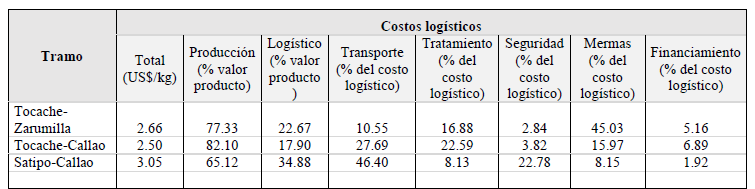 Costos logísticos
Tramo
Total
(US$/kg)
Producción
(% valor
producto)
Logístico
(% valor
producto
)
Transporte
(% del costo
logístico)
Tratamiento
(% del
costo
logístico)
Seguridad
(% del
costo
logístico)
Mermas
(% del
costo
logístico)
Financiamiento
(% del costo
logístico)
Tocache-
Zarumilla 2.66 77.33 22.67 10.55 16.88 2.84 45.03 5.16
Tocache-Callao 2.50 82.10 17.90 27.69 22.59 3.82 15.97 6.89
Satipo-Callao 3.05 65.12 34.88 46.40 8.13 22.78 8.15 1.92